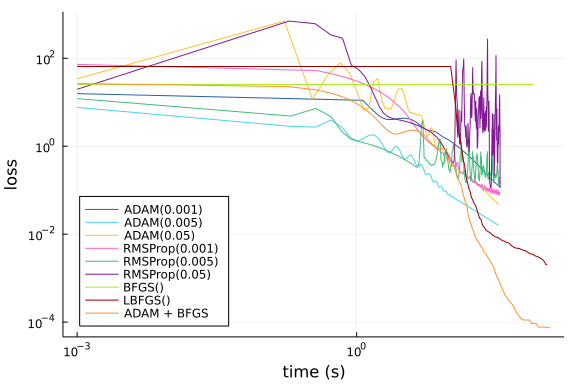 loss
10²
10⁰
10⁻²
10⁻⁴
ADAM(0.001)
ADAM(0.005)
ADAM(0.05)
RMSProp(0.001)
RMSProp(0.005)
RMSProp(0.05)
BFGS()
LBFGS()
ADAM + BFGS
10⁻³
10⁰
time (s)